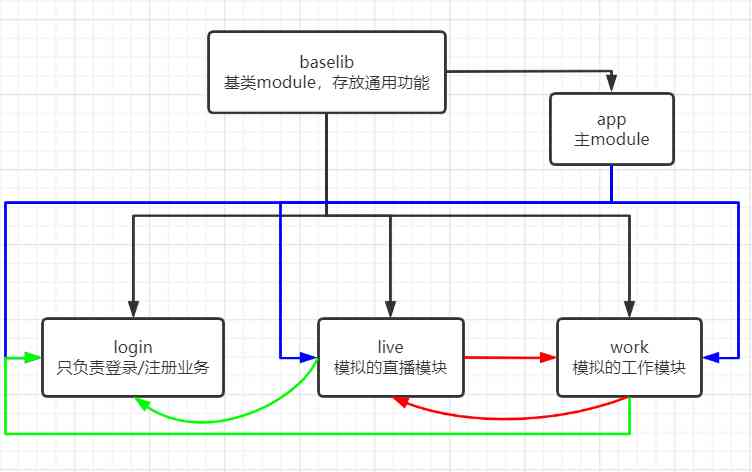 baselib
基类module，存放通用功能
app
主module
login
只负责登录/注册业务
live
模拟的直播模块
work
模拟的工作模块